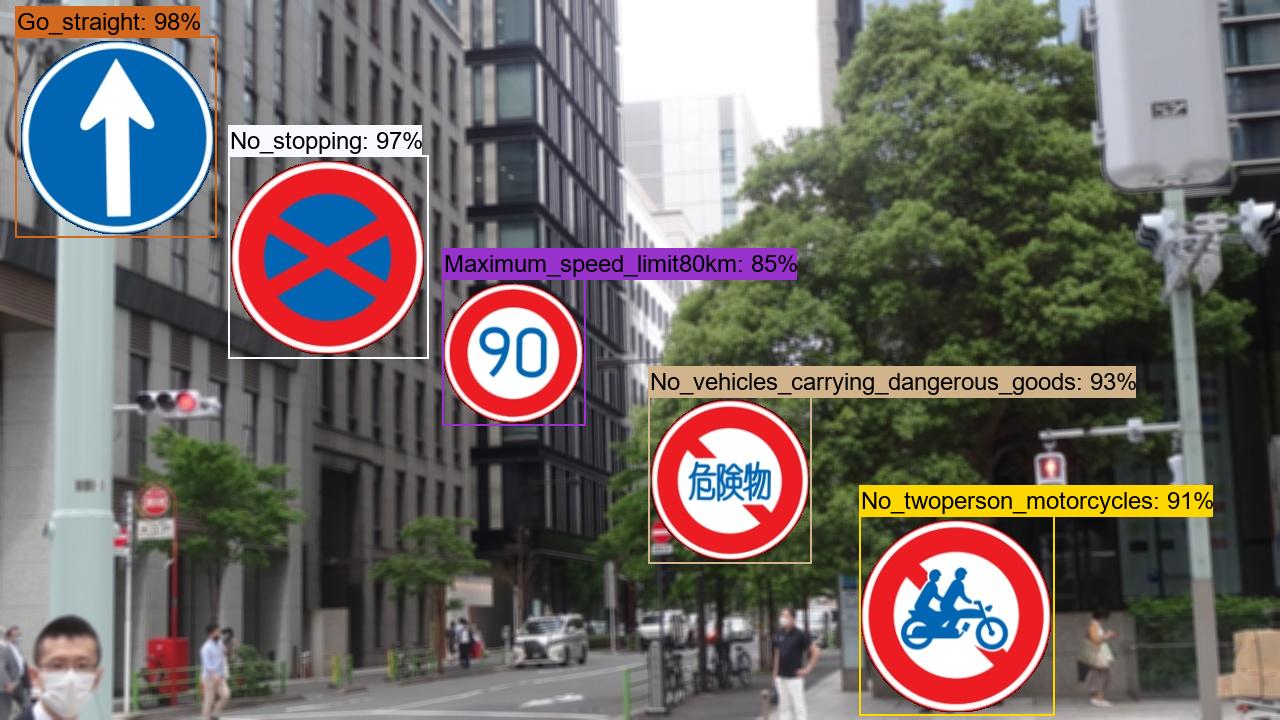 Go_straight: 98%
No_stopping: 97%
Maximum_speed_limit80km: 85%
90
No_vehicles_carrying_dangerous_goods: 93%
危険物
No_twoperson_motorcycles: 91%